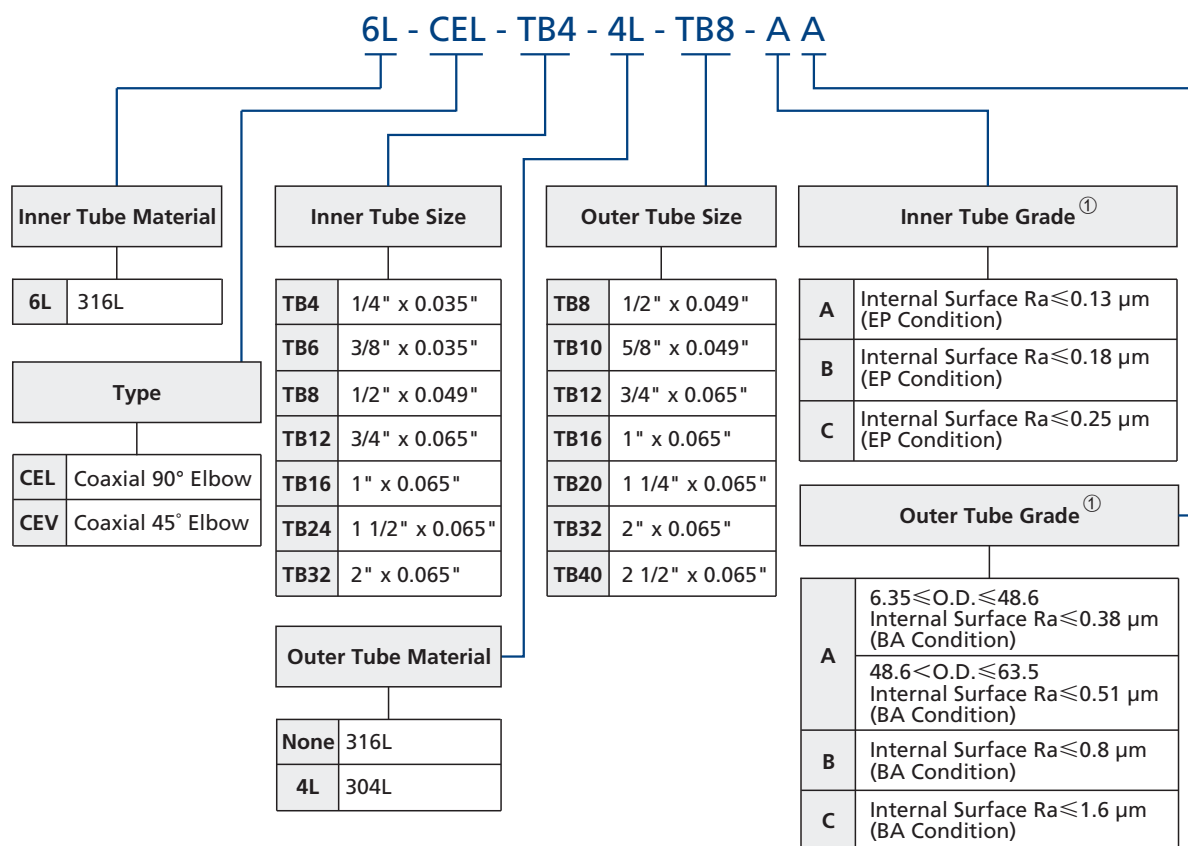 6L - CEL - TB4 - 4L - TB8 - A A
Inner Tube Material
6L 316L
Type
CEL Coaxial 90° Elbow
CEV Coaxial 45° Elbow
Inner Tube Size
TB4 1/4" x 0.035"
TB6 3/8" x 0.035"
TB8 1/2" x 0.049"
TB12 3/4" x 0.065"
TB16 1" x 0.065"
TB24 1 1/2" x 0.065"
TB32 2" x 0.065"
Outer Tube Material
None 316L
4L 304L
Outer Tube Size
TB8 1/2" x 0.049"
TB10 5/8" x 0.049"
TB12 3/4" x 0.065"
TB16 1" x 0.065"
TB20 1 1/4" x 0.065"
TB32 2" x 0.065"
TB40 2 1/2" x 0.065"
Inner Tube Grade①
A Internal Surface Ra≤0.13 µm
(EP Condition)
B Internal Surface Ra≤0.18 µm
(EP Condition)
C Internal Surface Ra≤0.25 µm
(EP Condition)
Outer Tube Grade①
A
6.35≤O.D.≤48.6
Internal Surface Ra≤0.38 µm
(BA Condition)
48.6<O.D.≤63.5
Internal Surface Ra≤0.51 µm
(BA Condition)
B Internal Surface Ra≤0.8 µm
(BA Condition)
C Internal Surface Ra≤1.6 µm
(BA Condition)